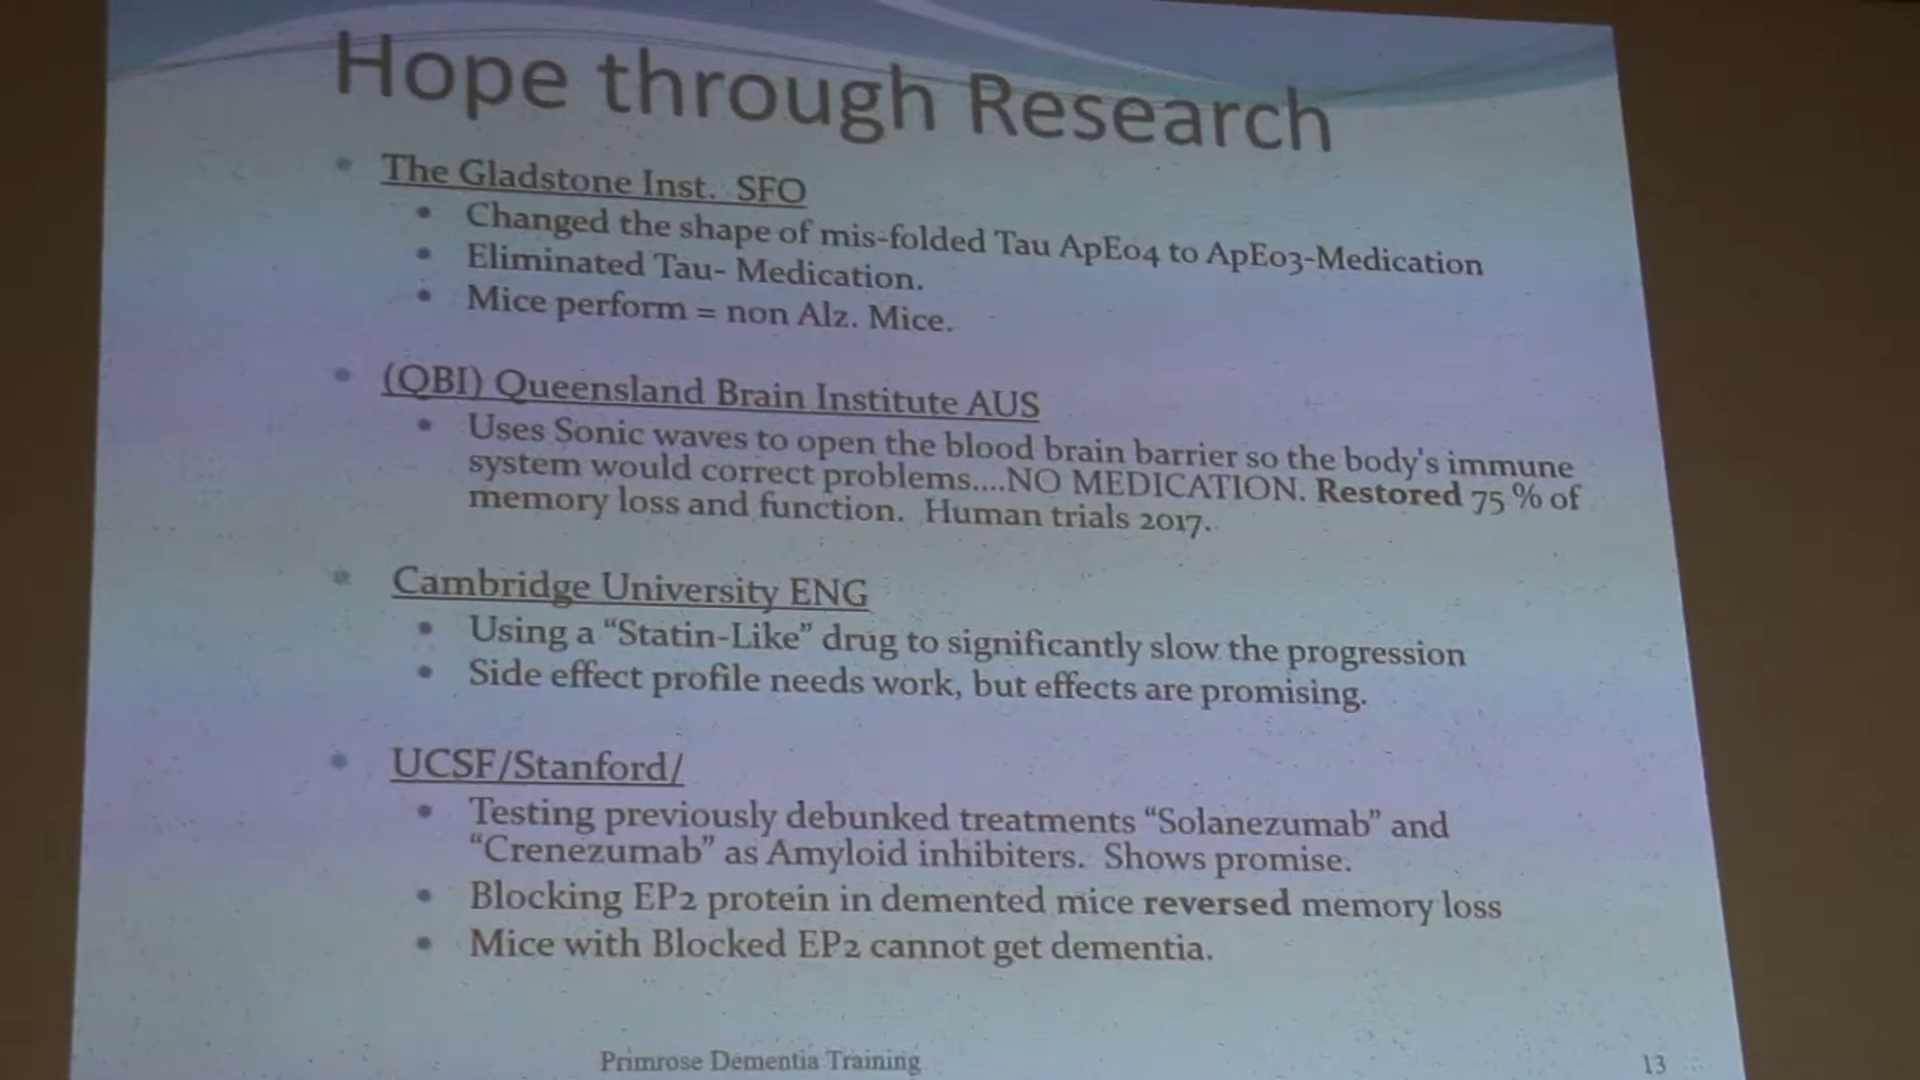 Hope through Research
The Gladstone Inst. SFO
Changed the shape of mis-folded Tau ApE04 to ApE03-Medication
Eliminated Tau- Medication.
Mice perform = non Alz. Mice.
(QBI) Queensland Brain Institute AUS
Uses Sonic waves to open the blood brain barrier so the body's immune
system would correct problems....NO MEDICATION. Restored 75 % of
memory loss and function. Human trials 2017.
Cambridge University ENG
Using a “Statin-Like” drug to significantly slow the progression
Side effect profile needs work, but effects are promising.
UCSF/Stanford/
Testing previously debunked treatments “Solanezumab” and
“Crenezumab” as Amyloid inhibiters. Shows promise.
Blocking EP2 protein in demented mice reversed memory loss
Mice with Blocked EP2 cannot get dementia.
Primrose Dementia Training
13